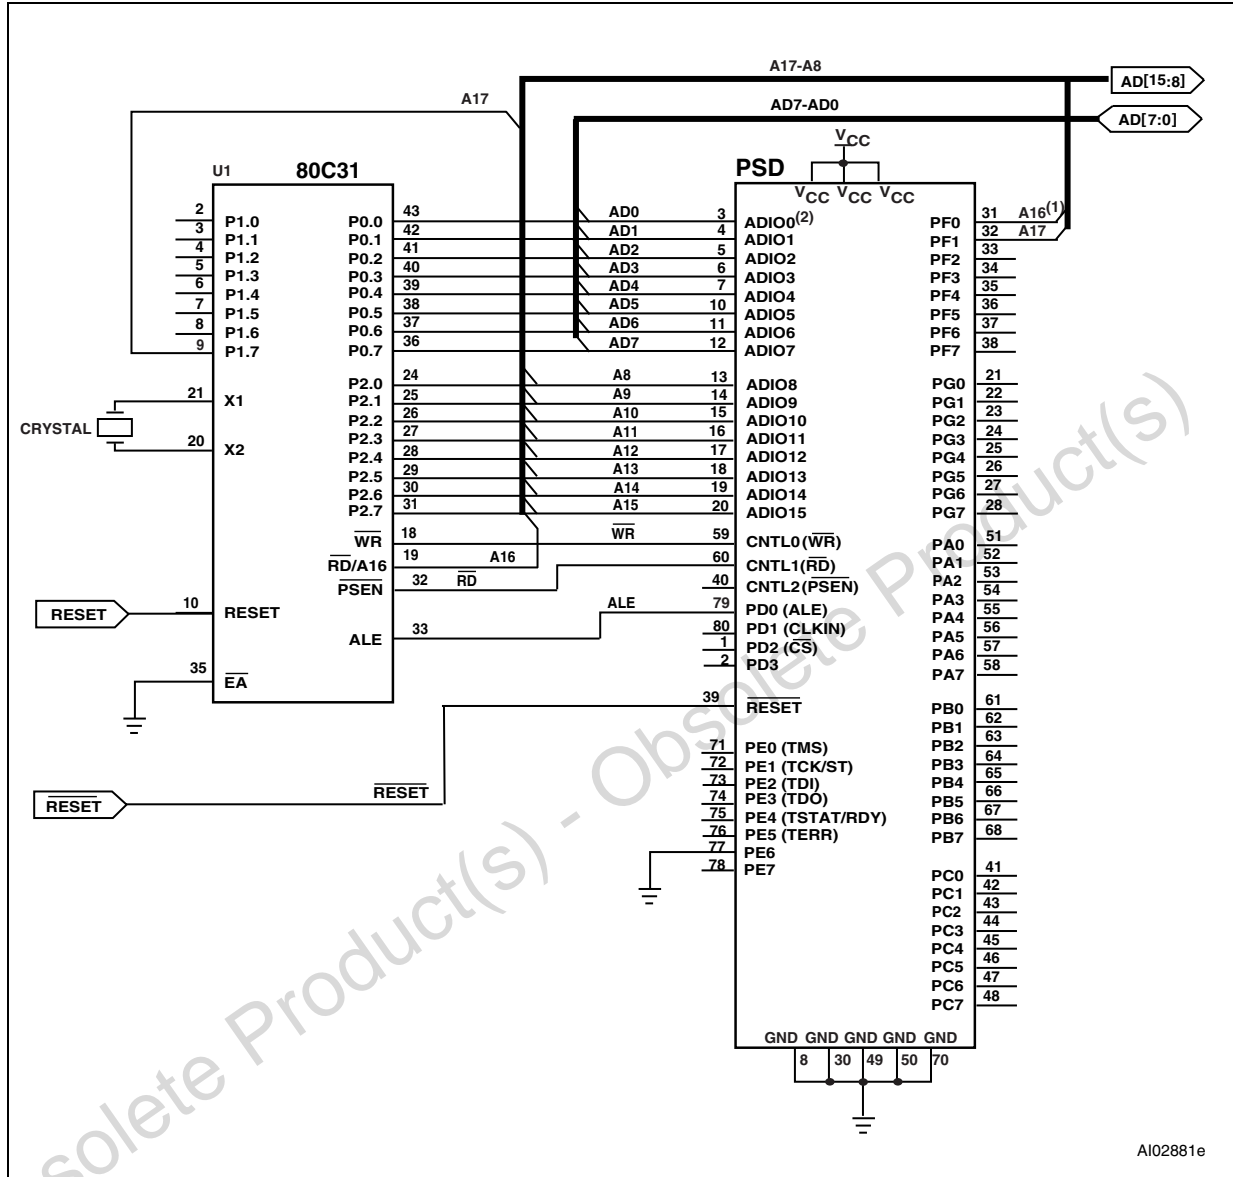 A17-A8
AD[15:8]
A17
AD7-AD0
AD[7:0]
VCC
U1
80C31
PSD
VCC VCC VCC
2 P1.0
3 P1.1
4 P1.2
5 P1.3
6 P1.4
7 P1.5
8 P1.6
9 P1.7
21 X1
CRYSTAL
20 X2
10 RESET
RESET
35 EA
RESET
RESET
P0.0 43 AD0 3 ADIO0(2)
P0.1 42 AD1 4 ADIO1
P0.2 41 AD2 5 ADIO2
P0.3 40 AD3 6 ADIO3
P0.4 39 AD4 7 ADIO4
P0.5 38 AD5 10 ADIO5
P0.6 37 AD6 11 ADIO6
P0.7 36 AD7 12 ADIO7
P2.0 24 A8 13 ADIO8
P2.1 25 A9 14 ADIO9
P2.2 26 A10 15 ADIO10
P2.3 27 A11 16 ADIO11
P2.4 28 A12 17 ADIO12
P2.5 29 A13 18 ADIO13
P2.6 30 A14 19 ADIO14
P2.7 31 A15 20 ADIO15
WR 18 WR 59 CNTL0(WR)
RD/A16 19 A16 60 CNTL1(RD)
PSEN 32 RD 40 CNTL2(PSEN)
ALE 33 ALE 79 PD0 (ALE)
80 PD1 (CLKIN)
1 PD2 (CS)
2 PD3
39 RESET
71 PE0 (TMS)
72 PE1 (TCK/ST)
73 PE2 (TDI)
74 PE3 (TDO)
75 PE4 (TSTAT/RDY)
76 PE5 (TERR)
77 PE6
78 PE7
PF0 31 A16(1)
PF1 32 A17
PF2 33
PF3 34
PF4 35
PF5 36
PF6 37
PF7 38
PG0 21
PG1 22
PG2 23
PG3 24
PG4 25
PG5 26
PG6 27
PG7 28
PA0 51
PA1 52
PA2 53
PA3 54
PA4 55
PA5 56
PA6 57
PA7 58
PB0 61
PB1 62
PB2 63
PB3 64
PB4 65
PB5 66
PB6 67
PB7 68
PC0 41
PC1 42
PC2 43
PC3 44
PC4 45
PC5 46
PC6 47
PC7 48
GND GND GND GND GND
8 30 49 50 70
solete Product(s) - Obsolete Product(s)
AI02881e